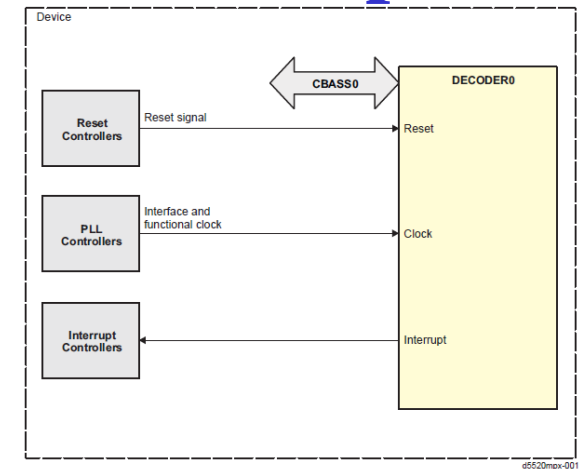 Device
CBASS0
DECODER0
Reset
Controllers
Reset signal
Reset
PLL
Controllers
Interface and
functional clock
Clock
Interrupt
Controllers
Interrupt
d5520mpx-001